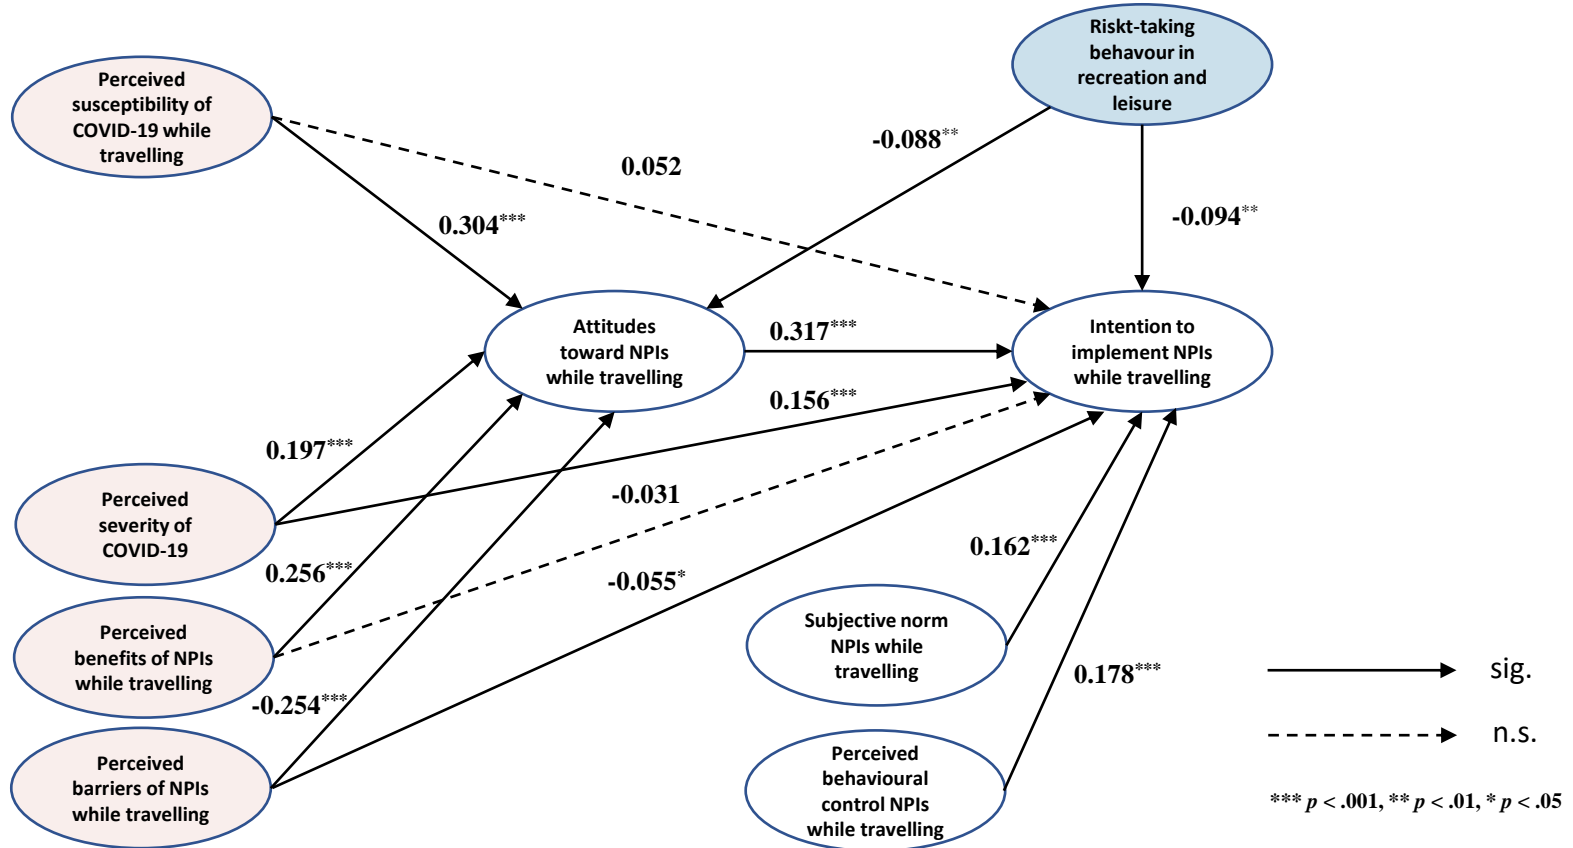 Riskt-taking
behavour in
recreation and
leisure
Perceived
susceptibility of
COVID-19 while
travelling
-0.088**
0.052
0.304***
-0.094**
Attitudes
toward NPIs
while travelling
0.317***
Intention to
implement NPIs
while travelling
0.156***
0.197***
Perceived
severity of
COVID-19
-0.031
0.256***
-0.055*
0.162***
Perceived
benefits of NPIs
while travelling
Subjective norm
NPIs while
travelling
0.178***
-0.254***
Perceived
barriers of NPIs
while travelling
Perceived
behavioural
control NPIs
while travelling
sig.
n.s.
*** p < .001, ** p < .01, * p < .05